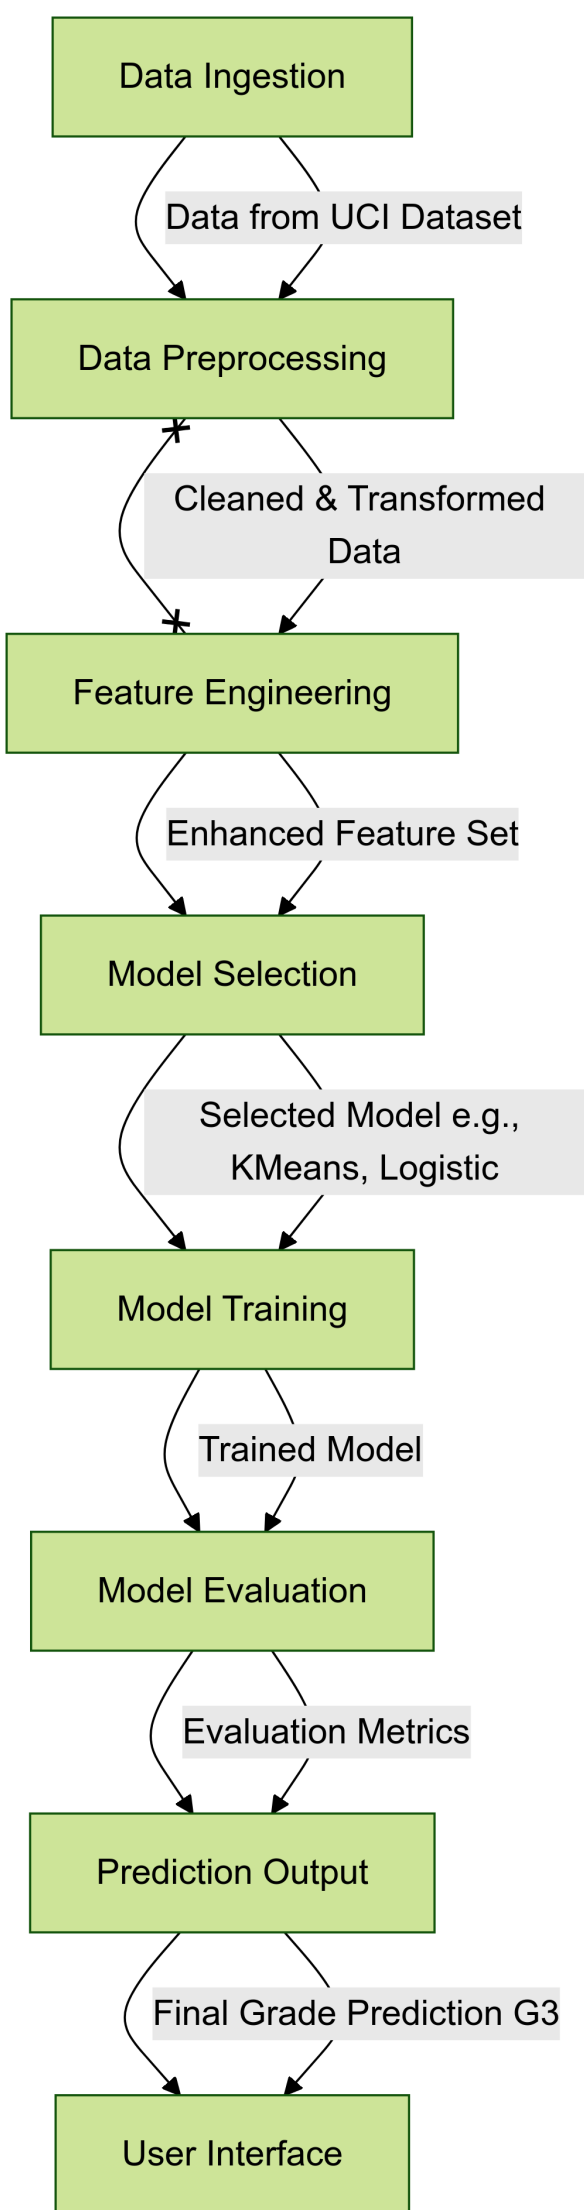 Data Ingestion
Data from UCI Dataset
Data Preprocessing
Cleaned & Transformed
Data
Feature Engineering
Enhanced Feature Set
Model Selection
Selected Model e.g.,
KMeans, Logistic
Model Training
Trained Model
Model Evaluation
Evaluation Metrics
Prediction Output
Final Grade Prediction G3
User Interface